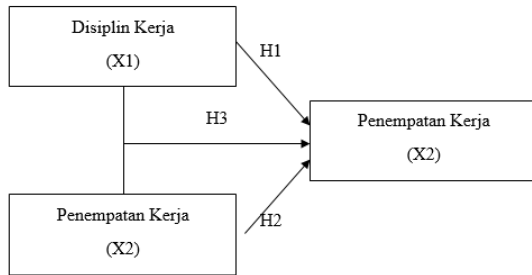 Disiplin Kerja
(X1)
H1
H3
Penempatan Kerja
(X2)
Penempatan Kerja
(X2)
H2